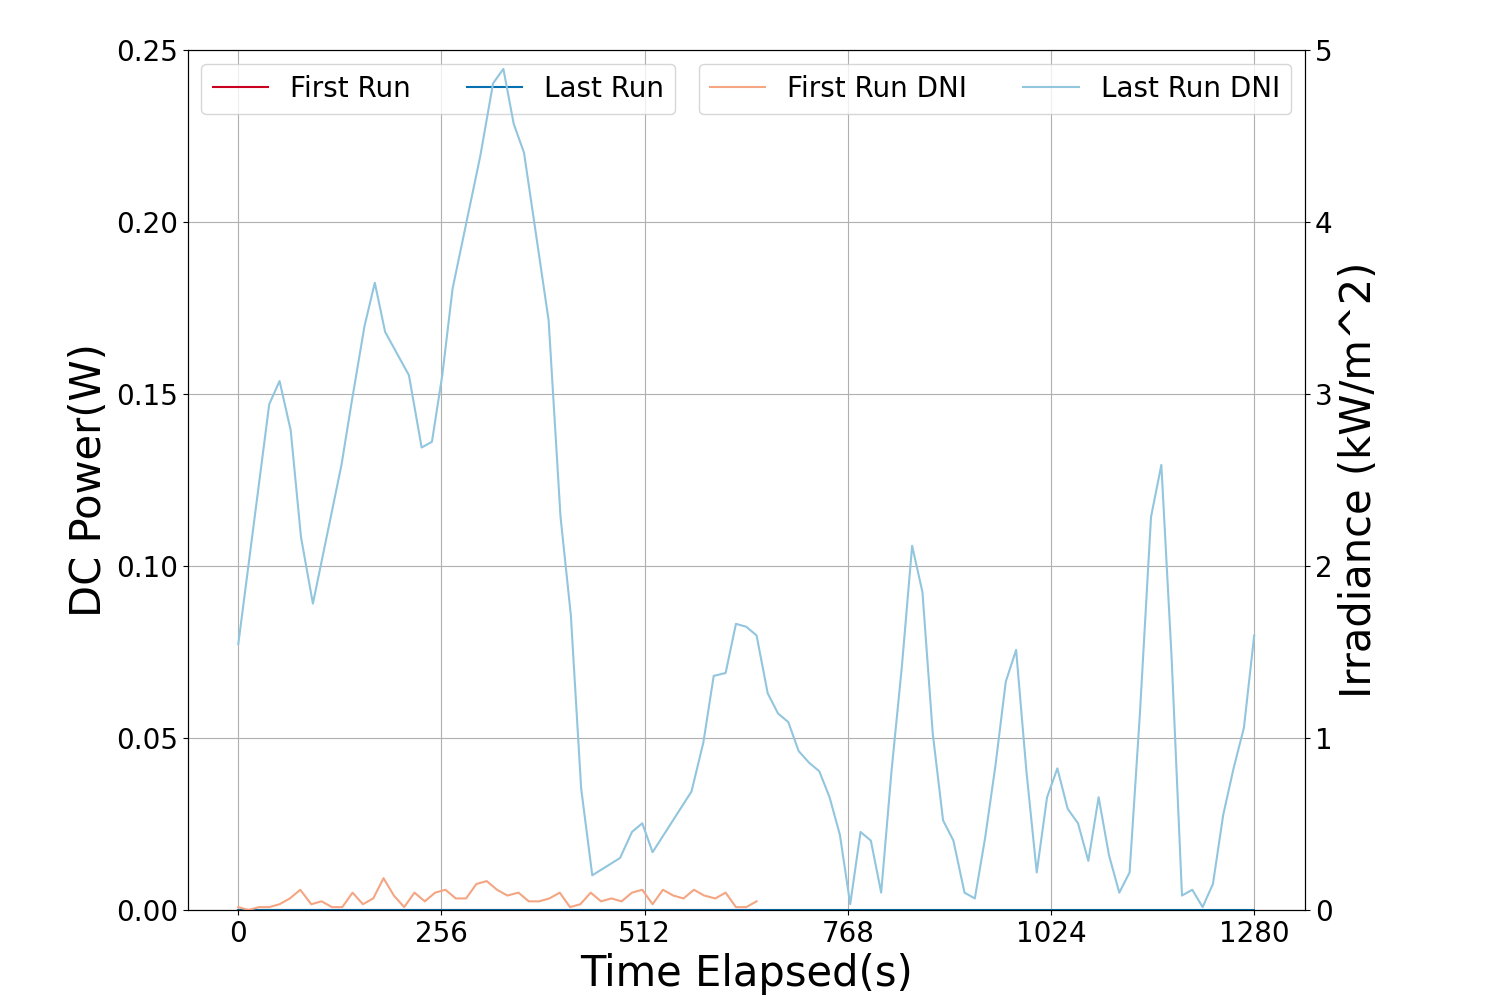 First Run
Last Run
First Run DNI
Last Run DNI
0.25
0.20
0.15
0.10
0.05
0.00
DC Power(W)
5
4
3
2
1
0
Irradiance (kW/m^2)
0 256 512 768 1024 1280
Time Elapsed(s)